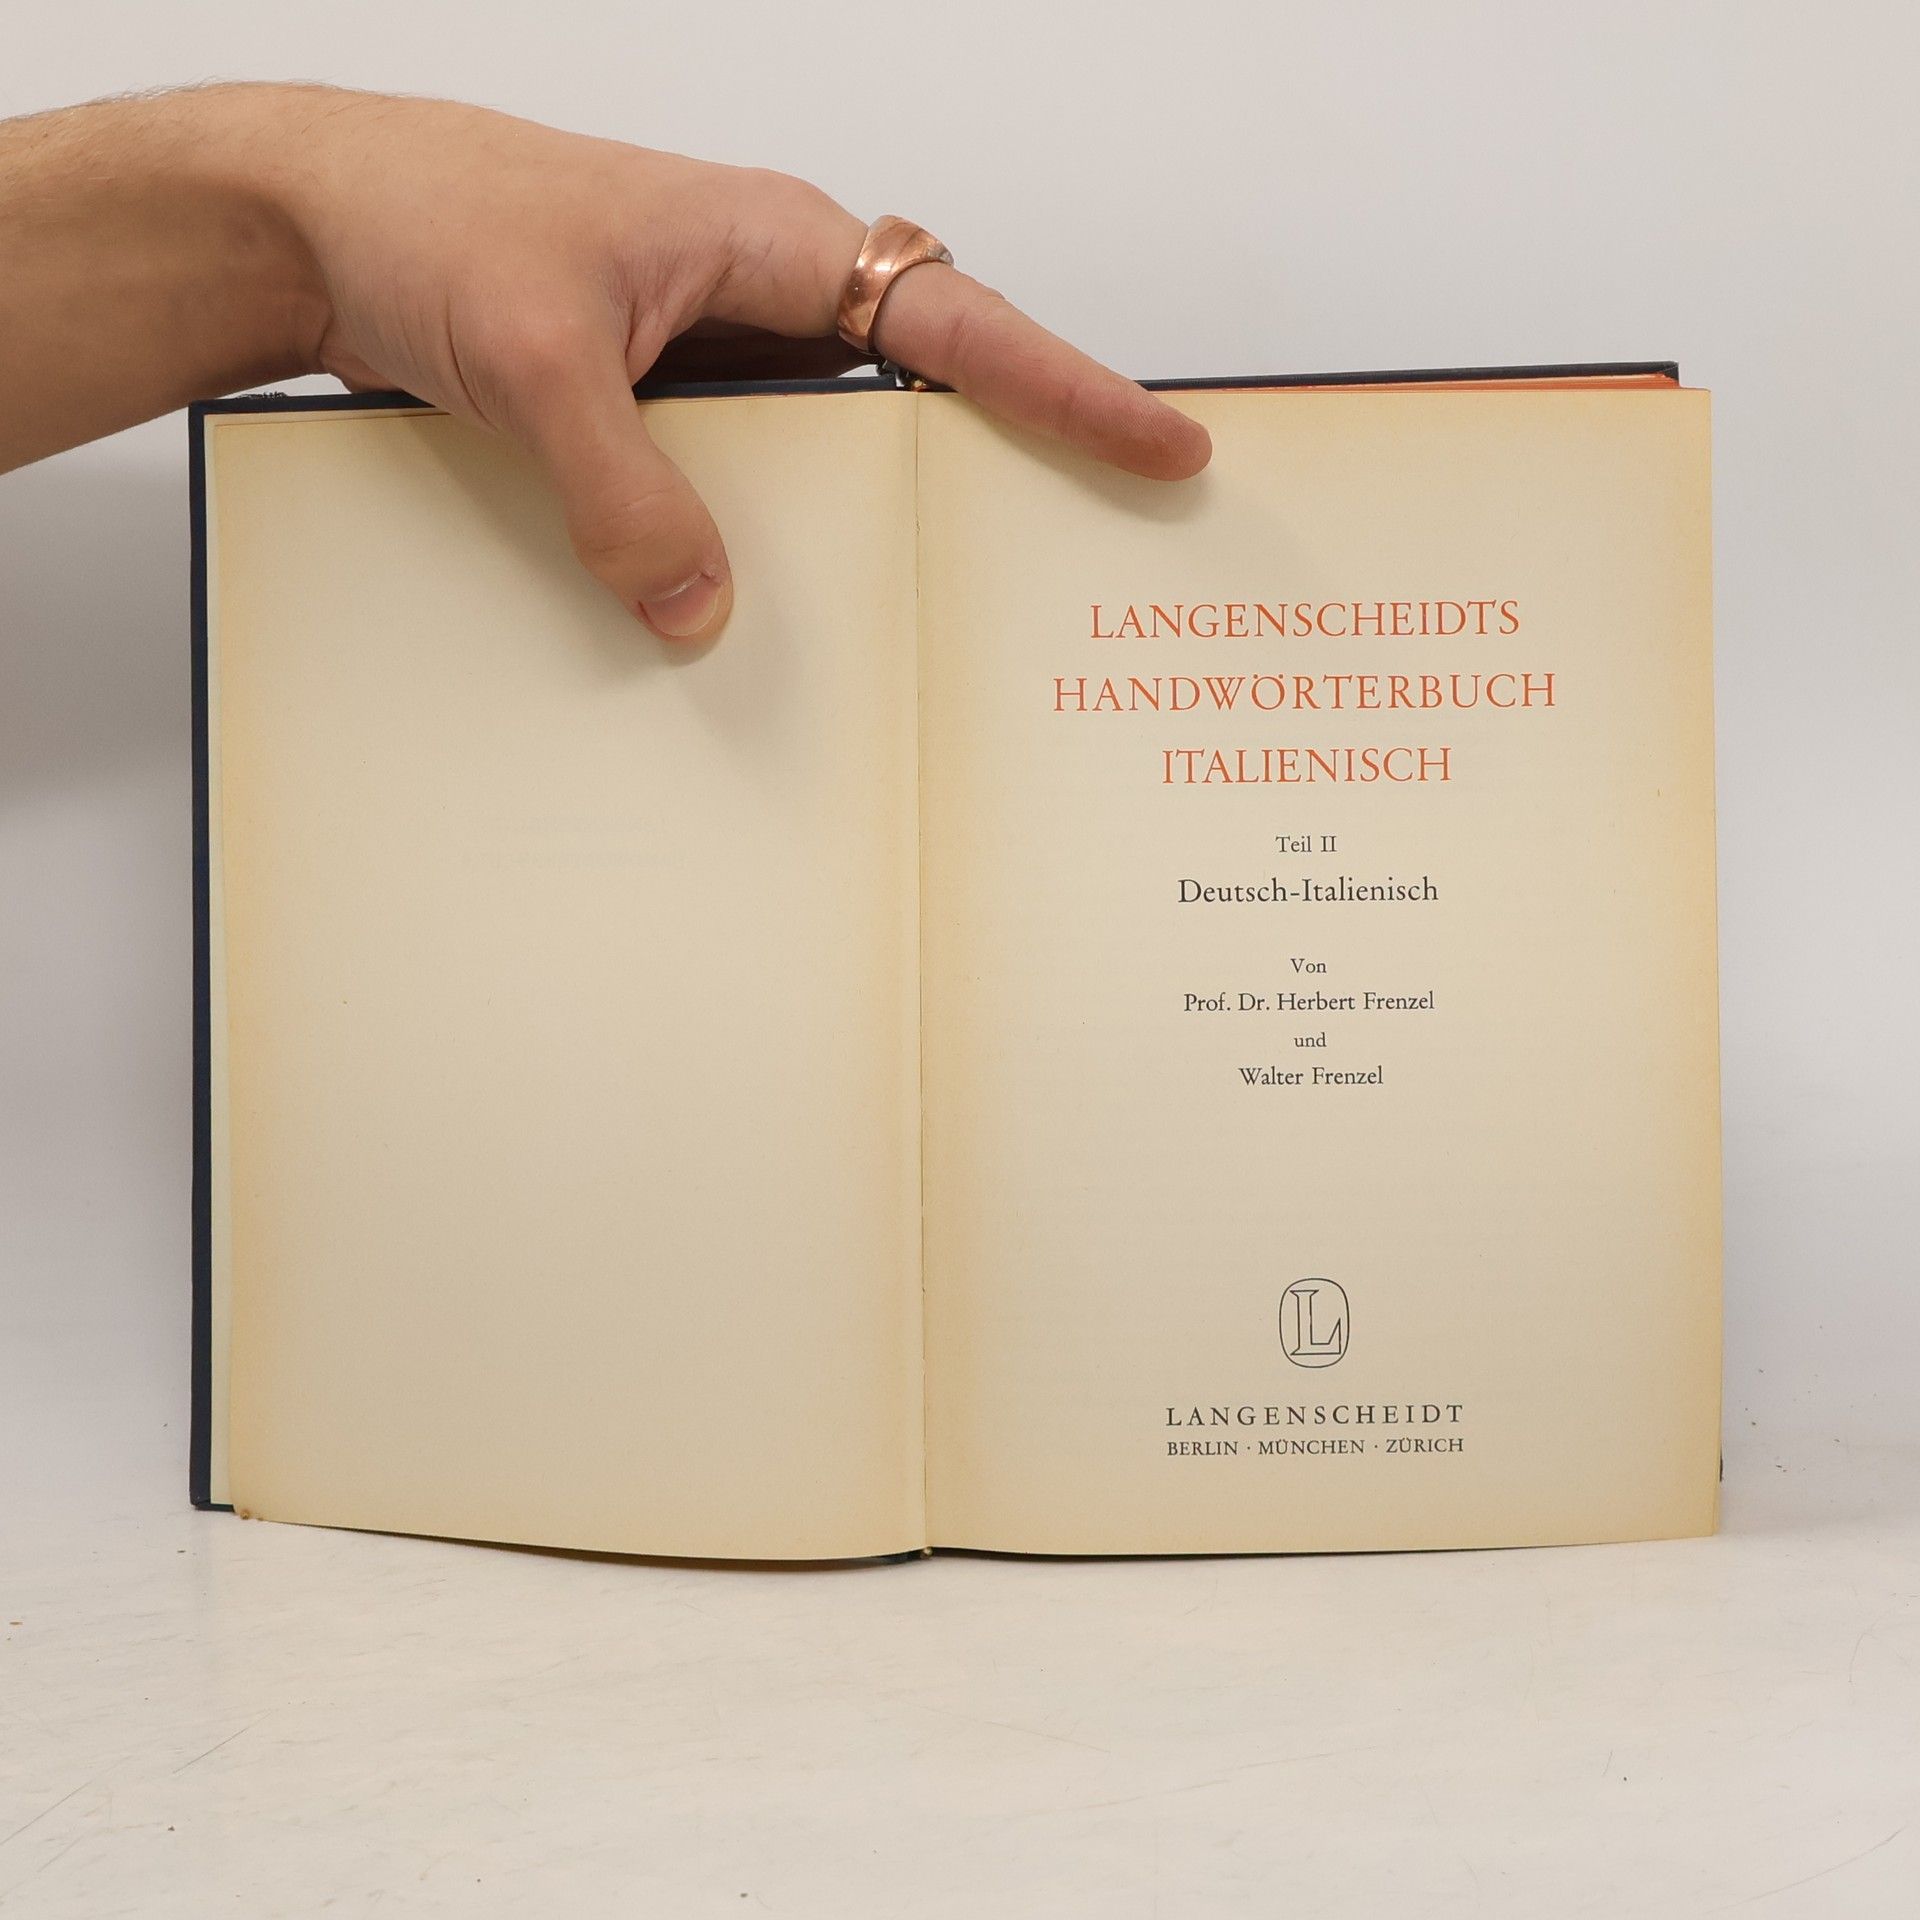 LANGENSCHEIDTS
HANDWÖRTERBUCH
ITALIENISCH
Teil II
Deutsch-Italienisch
Von
Prof. Dr. Herbert Frenzel
und
Walter Frenzel
L
LANGENSCHEIDT
BERLIN · MÜNCHEN · ZÜRICH